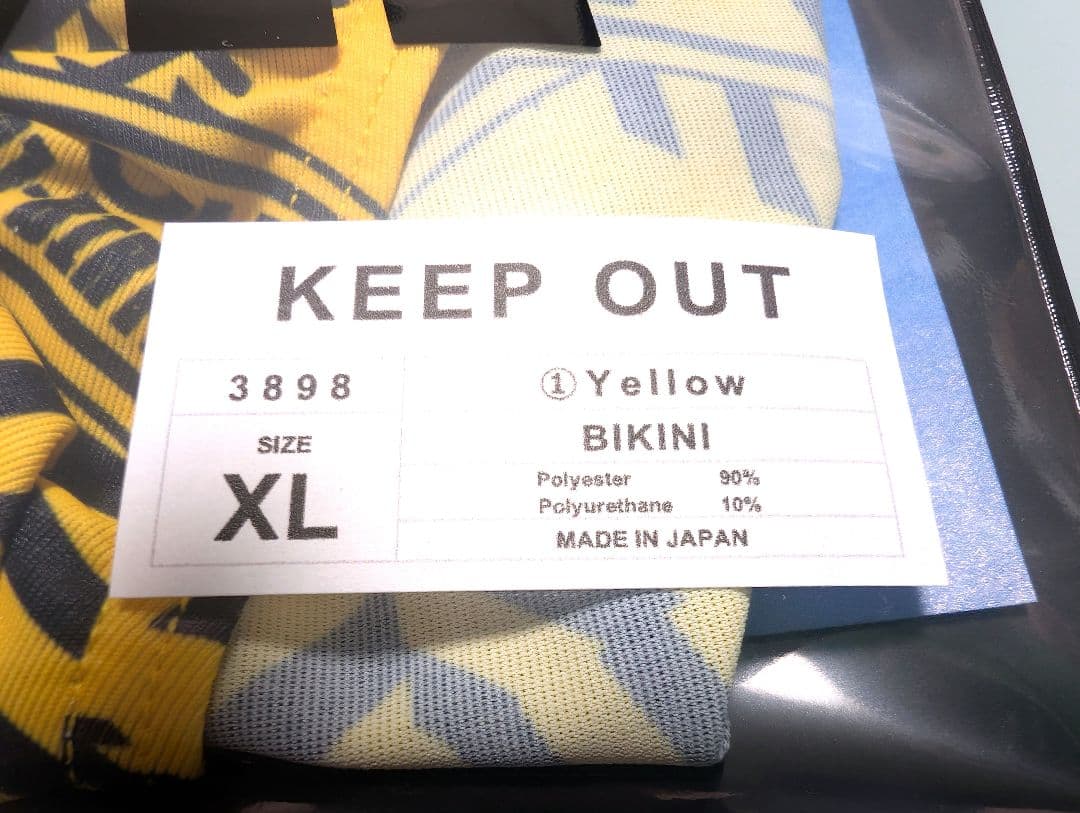 KEEP OUT
3898
①Yellow
SIZE
BIKINI
XL
Polyester 90%
Polyurethane 10%
MADE IN JAPAN